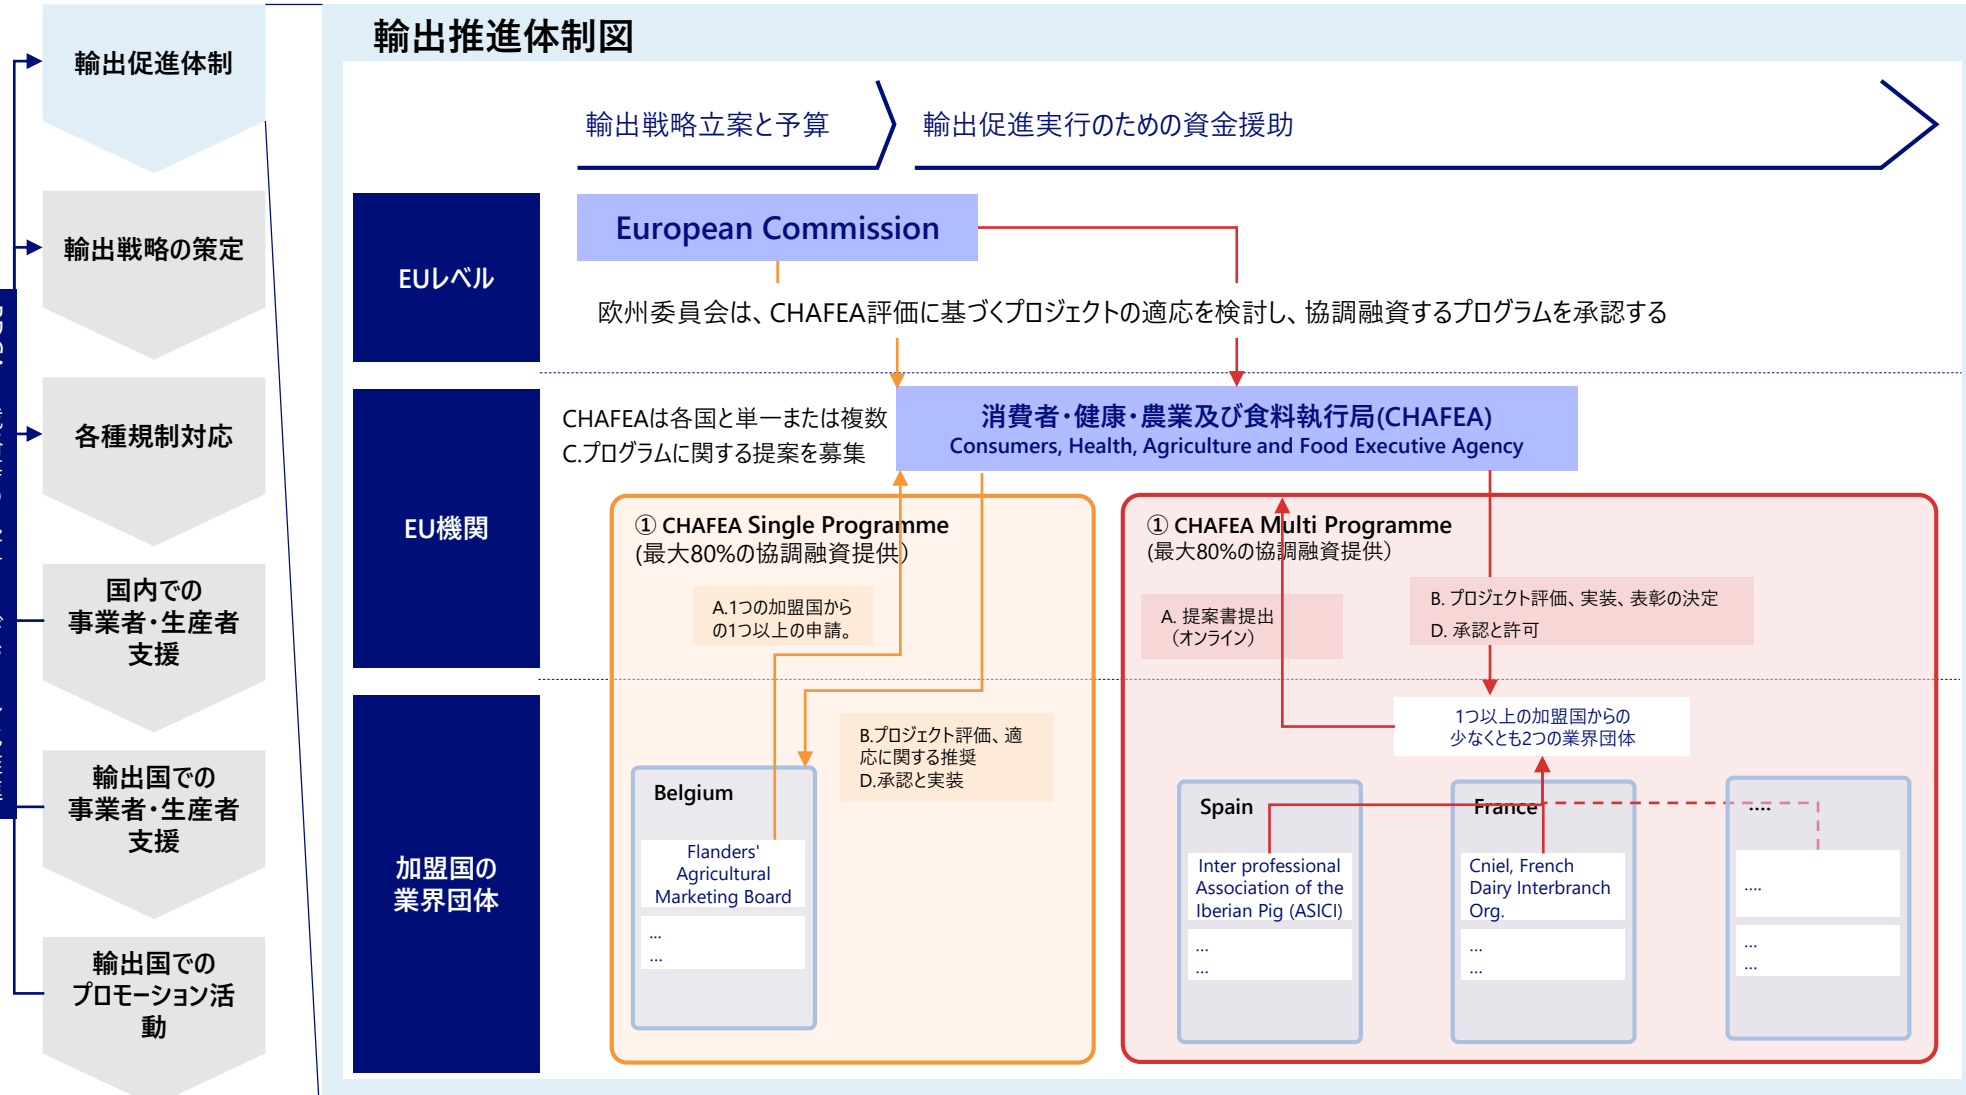 輸出促進体制
輸出戦略の策定
各種規制対応
国内での
事業者・生産者
支援
輸出国での
事業者・生産者
支援
輸出国での
プロモーション活
動
輸出推進体制図
輸出戦略立案と予算
輸出促進実行のための資金援助
EUレベル
European Commission
欧州委員会は、CHAFEA評価に基づくプロジェクトの適応を検討し、協調融資するプログラムを承認する
EU機関
CHAFEAは各国と単一または複数
C.プログラムに関する提案を募集
消費者・健康・農業及び食料執行局(CHAFEA)
Consumers, Health, Agriculture and Food Executive Agency
① CHAFEA Single Programme
(最大80%の協調融資提供）
A.1つの加盟国から
の1つ以上の申請。
① CHAFEA Multi Programme
(最大80%の協調融資提供）
A. 提案書提出
（オンライン）
B. プロジェクト評価、実装、表彰の決定
D. 承認と許可
加盟国の
業界団体
B.プロジェクト評価、適
応に関する推奨
D.承認と実装
Belgium
Flanders'
Agricultural
Marketing Board
...
...
1つ以上の加盟国からの
少なくとも2つの業界団体
Spain
Inter professional
Association of the
Iberian Pig (ASICI)
...
...
France
Cniel, French
Dairy Interbranch
Org.
...
...
....
....
...
...